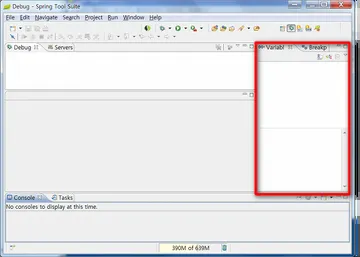 Debug - Spring Tool Suite
File Edit Navigate Search Project Run Window Help
Debug Servers
Variabl Breakp
Console Tasks
No consoles to display at this time.
390M of 639M